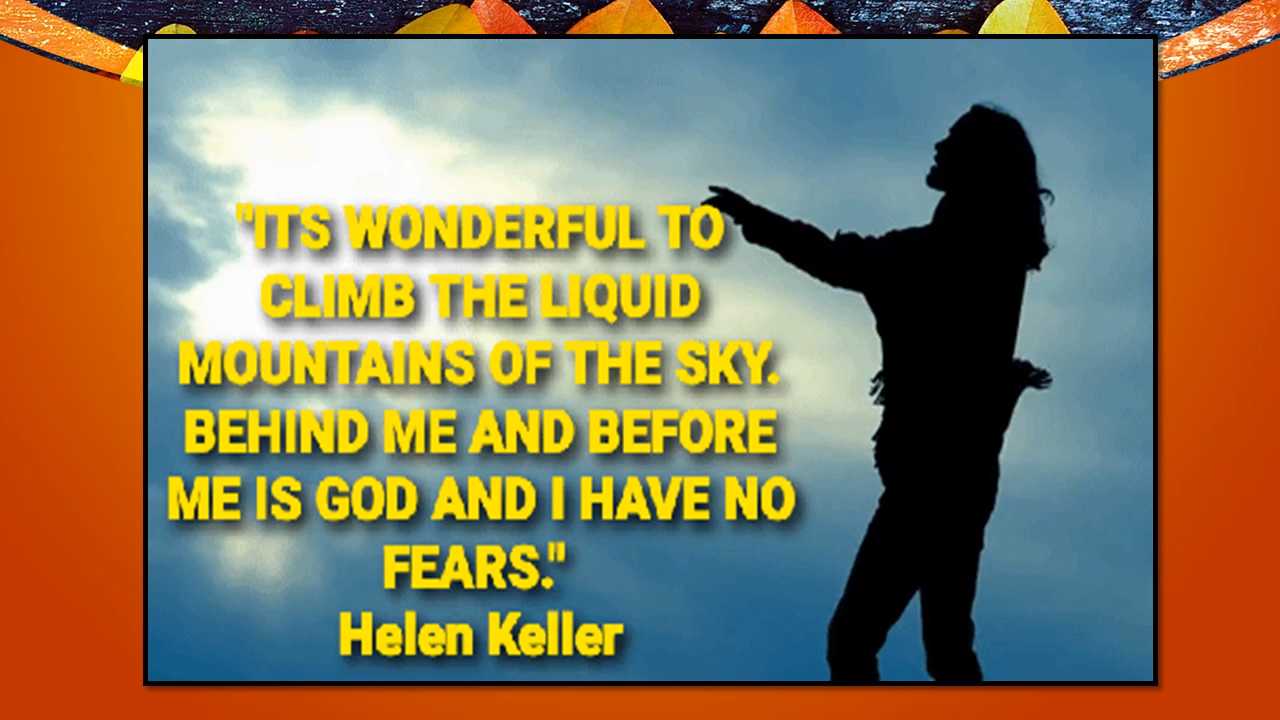 "ITS WONDERFUL TO
CLIMB THE LIQUID
MOUNTAINS OF THE SKY.
BEHIND ME AND BEFORE
ME IS GOD AND I HAVE NO
FEARS."
Helen Keller